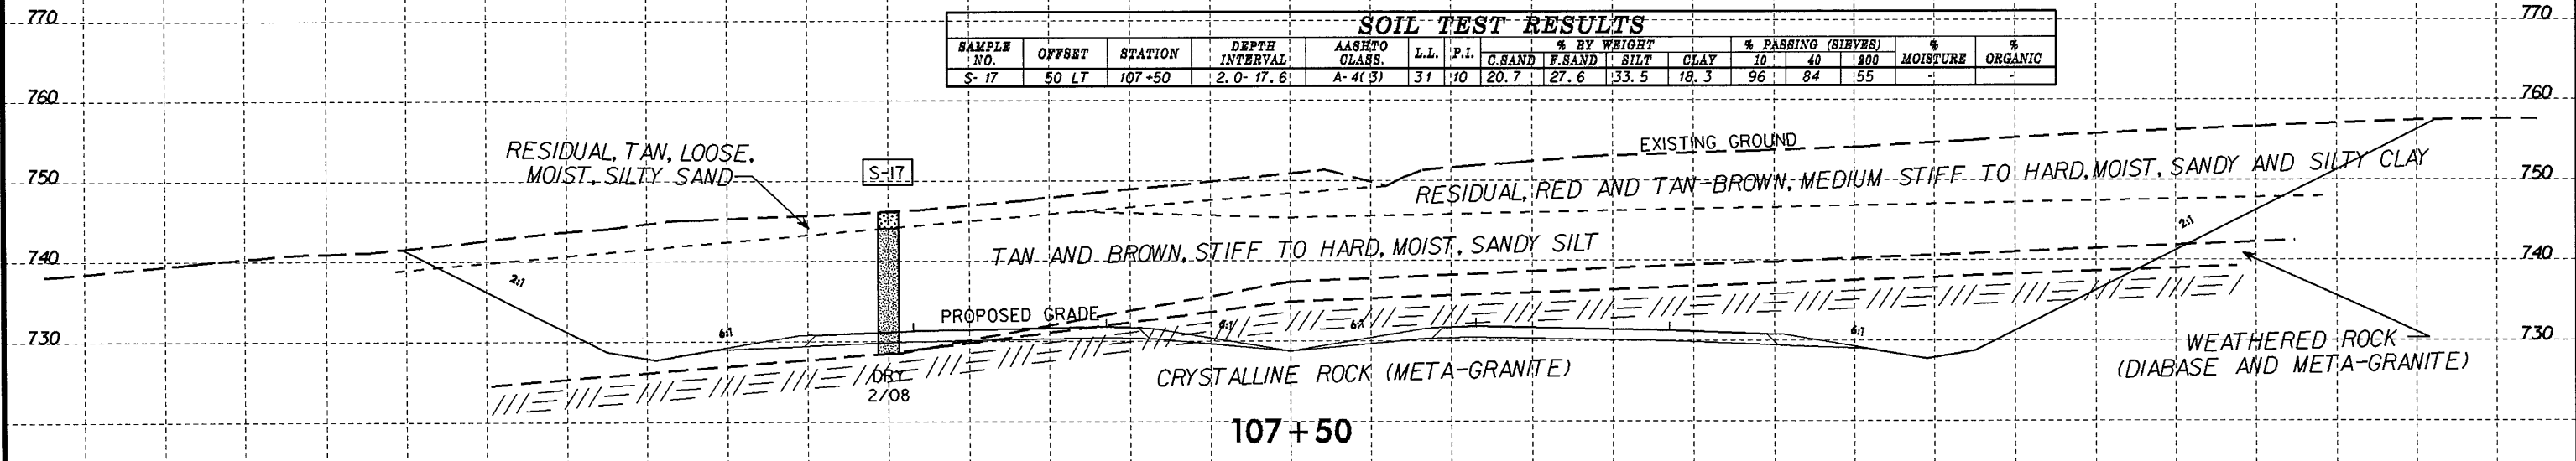 770 770
SOIL TEST RESULTS
SAMPLE NO. OFFSET STATION DEPTH INTERVAL AASHTO CLASS. L.L. P.I. % BY WEIGHT % PASSING (SIEVES) % MOISTURE % ORGANIC
C.SAND F.SAND SILT CLAY 10 40 200
S-17 50 LT 107+50 2.0-17.6 A-4(3) 31 10 20.7 27.6 33.5 18.3 96 84 55 - -
760 760
EXISTING GROUND
RESIDUAL, TAN, LOOSE,
MOIST, SILTY SAND
S-17
750 750
RESIDUAL, RED AND TAN-BROWN, MEDIUM STIFF TO HARD, MOIST, SANDY AND SILTY CLAY
2:1
TAN AND BROWN, STIFF TO HARD, MOIST, SANDY SILT
740 740
2:1
PROPOSED GRADE
6:1 6:1 6:1 6:1
730 730
WEATHERED ROCK
(DIABASE AND META-GRANITE)
CRYSTALLINE ROCK (META-GRANITE)
DRY
2/08
107+50